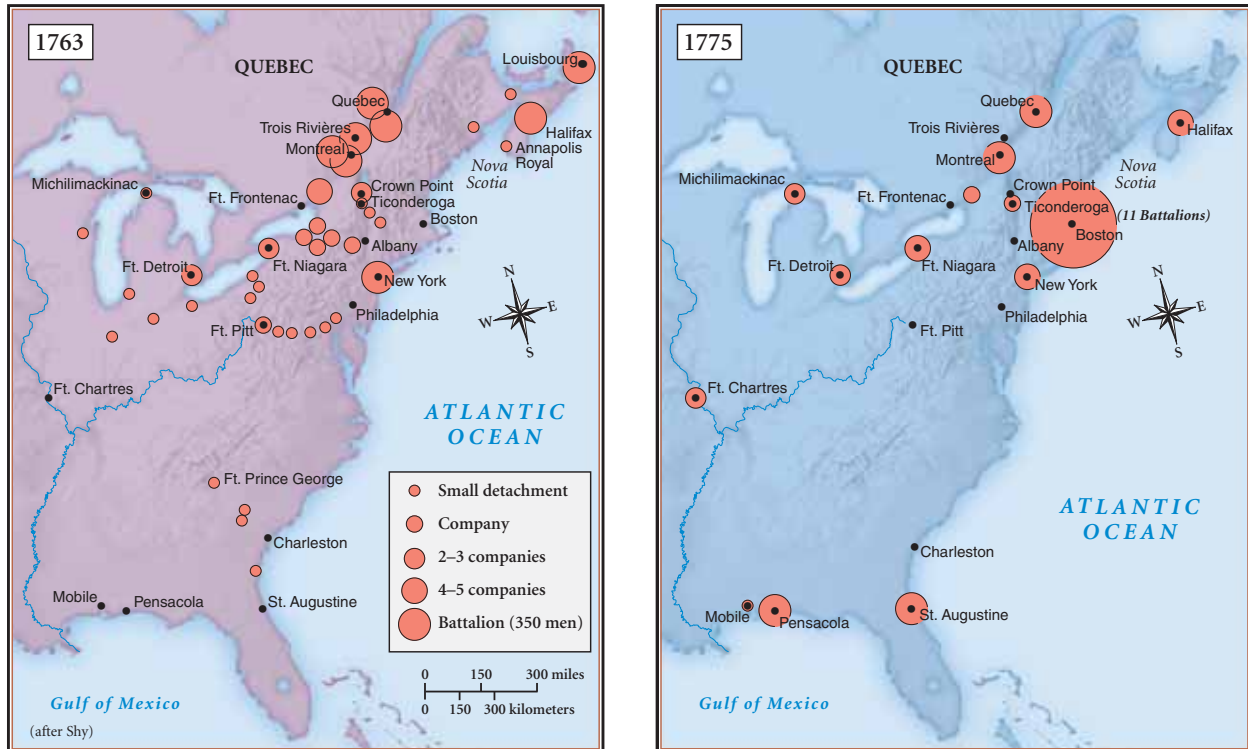 1763
QUEBEC
Louisbourg
Quebec
Trois Rivières
Montreal
Halifax
Annapolis
Royal
Nova
Scotia
Michilimackinac
Ft. Frontenac
Crown Point
Ticonderoga
Boston
Albany
Ft. Niagara
Ft. Detroit
New York
Philadelphia
Ft. Pitt
N
W
E
S
Ft. Chartres
ATLANTIC
OCEAN
Ft. Prince George
Charleston
Mobile
Pensacola
St. Augustine
Small detachment
Company
2–3 companies
4–5 companies
Battalion (350 men)
0 150 300 miles
0 150 300 kilometers
Gulf of Mexico
(after Shy)
1775
QUEBEC
Quebec
Trois Rivières
Montreal
Halifax
Nova
Scotia
Michilimackinac
Ft. Frontenac
Crown Point
Ticonderoga
(11 Battalions)
Boston
Albany
Ft. Niagara
Ft. Detroit
New York
Philadelphia
Ft. Pitt
N
W
E
S
Ft. Chartres
ATLANTIC
OCEAN
Charleston
Mobile
Pensacola
St. Augustine
Gulf of Mexico